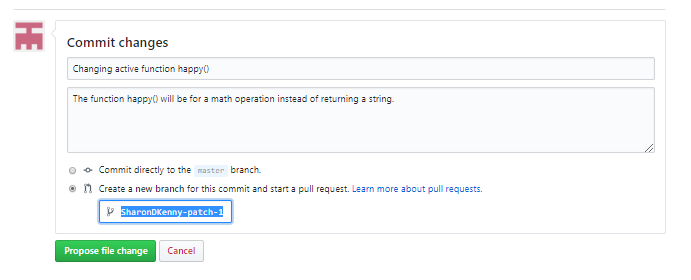 Commit changes
Changing active function happy()
The function happy() will be for a math operation instead of returning a string.
Commit directly to the master branch.
Create a new branch for this commit and start a pull request. Learn more about pull requests.
SharonDKenny-patch-1
Propose file change Cancel